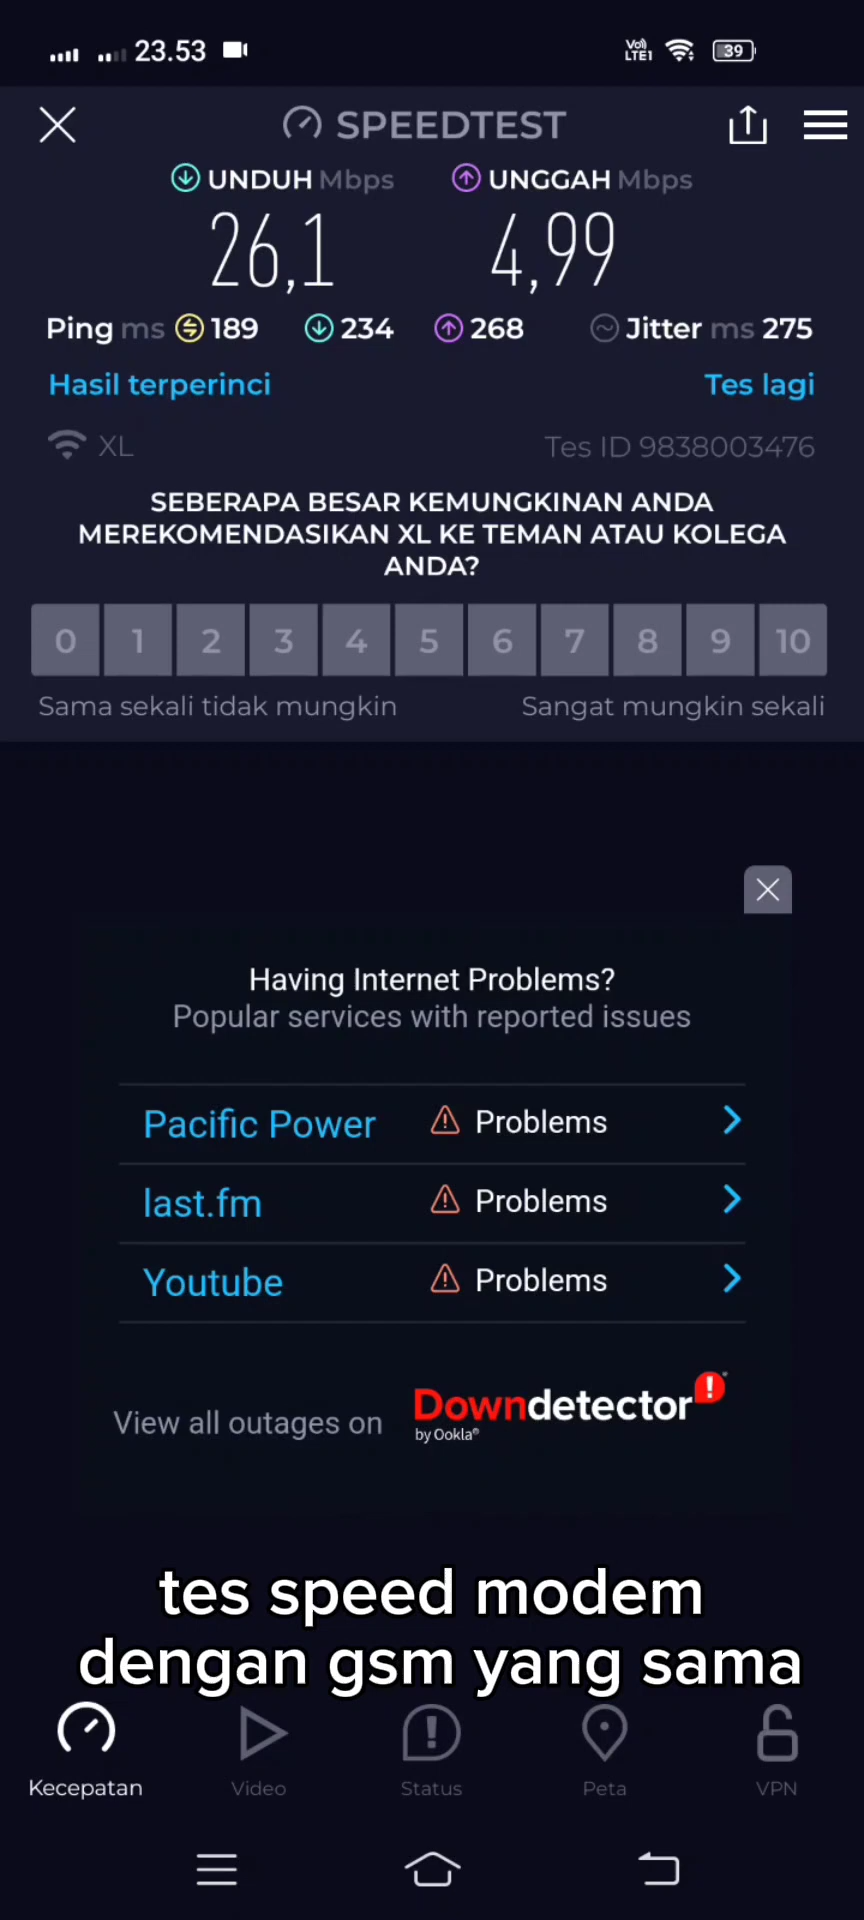 23.53
Vo)) LTE1
39
SPEEDTEST
UNDUH Mbps
UNGGAH Mbps
26,1
4,99
Ping ms 189 234 268 Jitter ms 275
Hasil terperinci
Tes lagi
XL
Tes ID 9838003476
SEBERAPA BESAR KEMUNGKINAN ANDA
MEREKOMENDASIKAN XL KE TEMAN ATAU KOLEGA
ANDA?
0 1 2 3 4 5 6 7 8 9 10
Sama sekali tidak mungkin
Sangat mungkin sekali
Having Internet Problems?
Popular services with reported issues
Pacific Power Problems
last.fm Problems
Youtube Problems
View all outages on
Downdetector
by Ookla®
tes speed modem
dengan gsm yang sama
Kecepatan
Video
Status
Peta
VPN